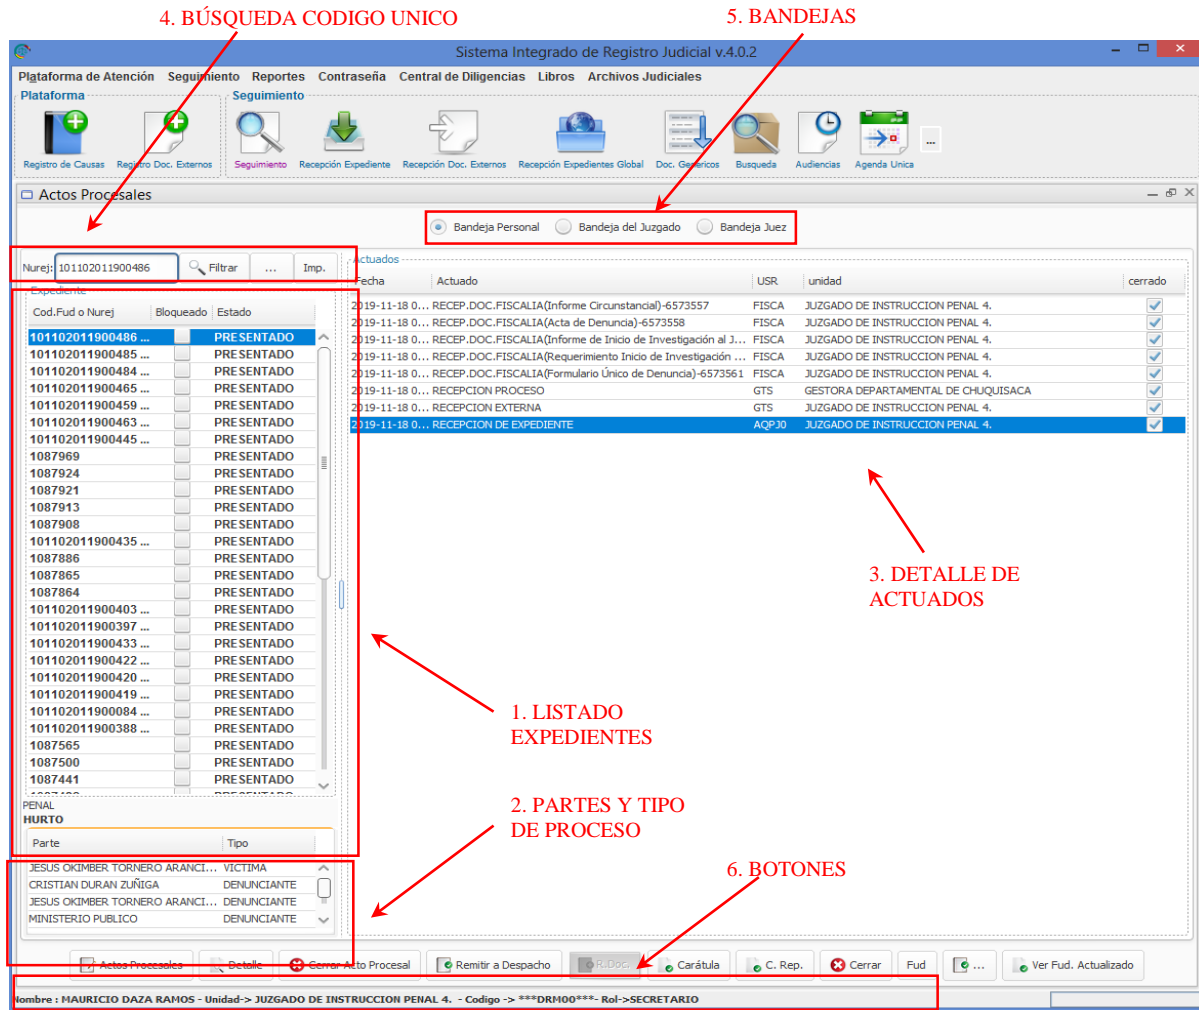 4. BÚSQUEDA CODIGO UNICO
5. BANDEJAS
Sistema Integrado de Registro Judicial v.4.0.2
Plataforma de Atención Seguimiento Reportes Contraseña Central de Diligencias Libros Archivos Judiciales
Plataforma
Seguimiento
Registro de Causas
Registro Doc. Externos
Seguimiento
Recepción Expediente
Recepción Doc. Externos
Recepción Expedientes Global
Doc. Genericos
Busqueda
Audiencias
Agenda Unica
...
Actos Procesales
Bandeja Personal
Bandeja del Juzgado
Bandeja Juez
Nurej: 101102011900486 Filtrar ... Imp.
Expediente
Cod.Fud o Nurej Bloqueado Estado
101102011900486 ... PRESENTADO
101102011900485 ... PRESENTADO
101102011900484 ... PRESENTADO
101102011900465 ... PRESENTADO
101102011900459 ... PRESENTADO
101102011900463 ... PRESENTADO
101102011900445 ... PRESENTADO
1087969 PRESENTADO
1087924 PRESENTADO
1087921 PRESENTADO
1087913 PRESENTADO
1087908 PRESENTADO
101102011900435 ... PRESENTADO
1087886 PRESENTADO
1087865 PRESENTADO
1087864 PRESENTADO
101102011900403 ... PRESENTADO
101102011900397 ... PRESENTADO
101102011900433 ... PRESENTADO
101102011900422 ... PRESENTADO
101102011900420 ... PRESENTADO
101102011900419 ... PRESENTADO
101102011900084 ... PRESENTADO
101102011900388 ... PRESENTADO
1087565 PRESENTADO
1087500 PRESENTADO
1087441 PRESENTADO
PENAL
HURTO
Parte Tipo
JESUS OKIMBER TORNERO ARANCI... VICTIMA
CRISTIAN DURAN ZUÑIGA DENUNCIANTE
JESUS OKIMBER TORNERO ARANCI... DENUNCIANTE
MINISTERIO PUBLICO DENUNCIANTE
Actuados
Fecha Actuado USR unidad cerrado
2019-11-18 0... RECEP.DOC.FISCALIA(Informe Circunstancial)-6573557 FISCA JUZGADO DE INSTRUCCION PENAL 4.
2019-11-18 0... RECEP.DOC.FISCALIA(Acta de Denuncia)-6573558 FISCA JUZGADO DE INSTRUCCION PENAL 4.
2019-11-18 0... RECEP.DOC.FISCALIA(Informe de Inicio de Investigación al J... FISCA JUZGADO DE INSTRUCCION PENAL 4.
2019-11-18 0... RECEP.DOC.FISCALIA(Requerimiento Inicio de Investigación ... FISCA JUZGADO DE INSTRUCCION PENAL 4.
2019-11-18 0... RECEP.DOC.FISCALIA(Formulario Único de Denuncia)-6573561 FISCA JUZGADO DE INSTRUCCION PENAL 4.
2019-11-18 0... RECEPCION PROCESO GTS GESTORA DEPARTAMENTAL DE CHUQUISACA
2019-11-18 0... RECEPCION EXTERNA GTS JUZGADO DE INSTRUCCION PENAL 4.
2019-11-18 0... RECEPCION DE EXPEDIENTE AQPJ0 JUZGADO DE INSTRUCCION PENAL 4.
3. DETALLE DE
ACTUADOS
1. LISTADO
EXPEDIENTES
2. PARTES Y TIPO
DE PROCESO
6. BOTONES
Actos Procesales
Detalle
Cerrar Acto Procesal
Remitir a Despacho
R.Doc.
Carátula
C. Rep.
Cerrar
Fud
...
Ver Fud. Actualizado
Nombre : MAURICIO DAZA RAMOS - Unidad-> JUZGADO DE INSTRUCCION PENAL 4. - Codigo -> ***DRM00***- Rol->SECRETARIO